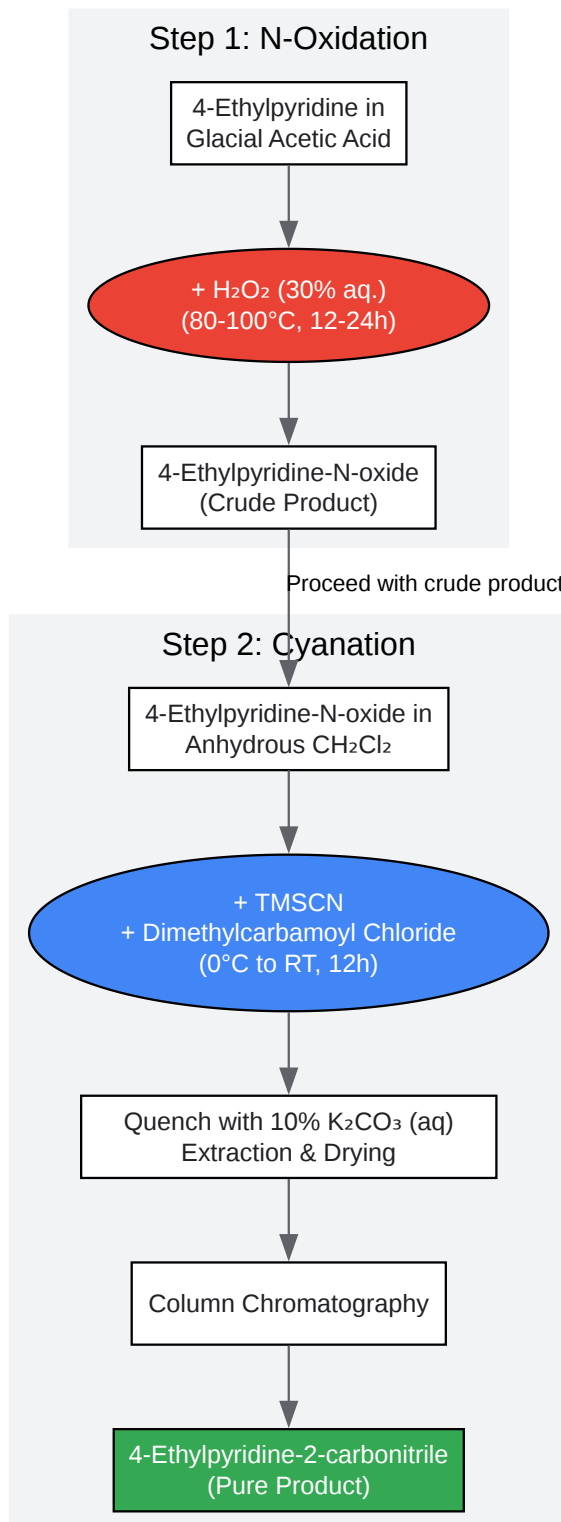 Step 1: N-Oxidation
4-Ethylpyridine in
Glacial Acetic Acid
+ H₂O₂ (30% aq.)
(80-100°C, 12-24h)
4-Ethylpyridine-N-oxide
(Crude Product)
Proceed with crude product
Step 2: Cyanation
4-Ethylpyridine-N-oxide in
Anhydrous CH₂Cl₂
+ TMSCN
+ Dimethylcarbamoyl Chloride
(0°C to RT, 12h)
Quench with 10% K₂CO₃ (aq)
Extraction & Drying
Column Chromatography
4-Ethylpyridine-2-carbonitrile
(Pure Product)